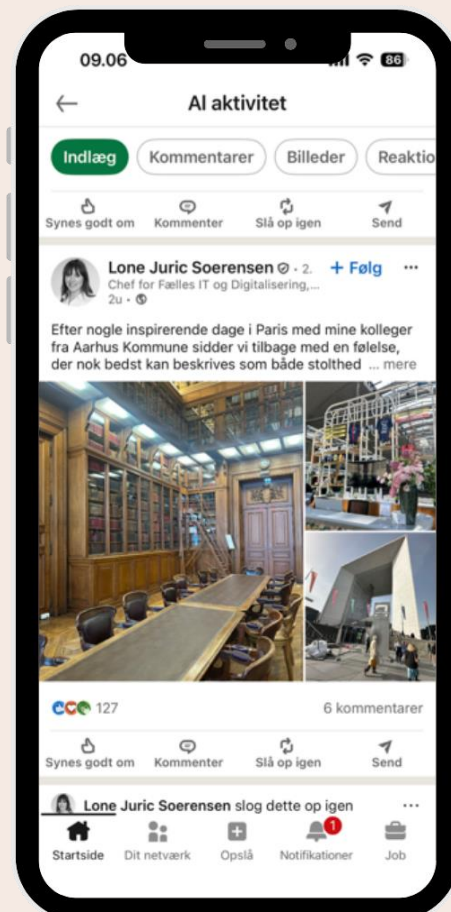 09.06
86
Al aktivitet
Indlæg
Kommentarer
Billeder
Reaktio
Synes godt om
Kommenter
Slå op igen
Send
Lone Juric Soerensen · 2.
+ Følg
Chef for Fælles IT og Digitalisering,...
2u •
Efter nogle inspirerende dage i Paris med mine kolleger
fra Aarhus Kommune sidder vi tilbage med en følelse,
der nok bedst kan beskrives som både stolthed ... mere
127
6 kommentarer
Synes godt om
Kommenter
Slå op igen
Send
Lone Juric Soerensen slog dette op igen
1
Startside
Dit netværk
Opslå
Notifikationer
Job